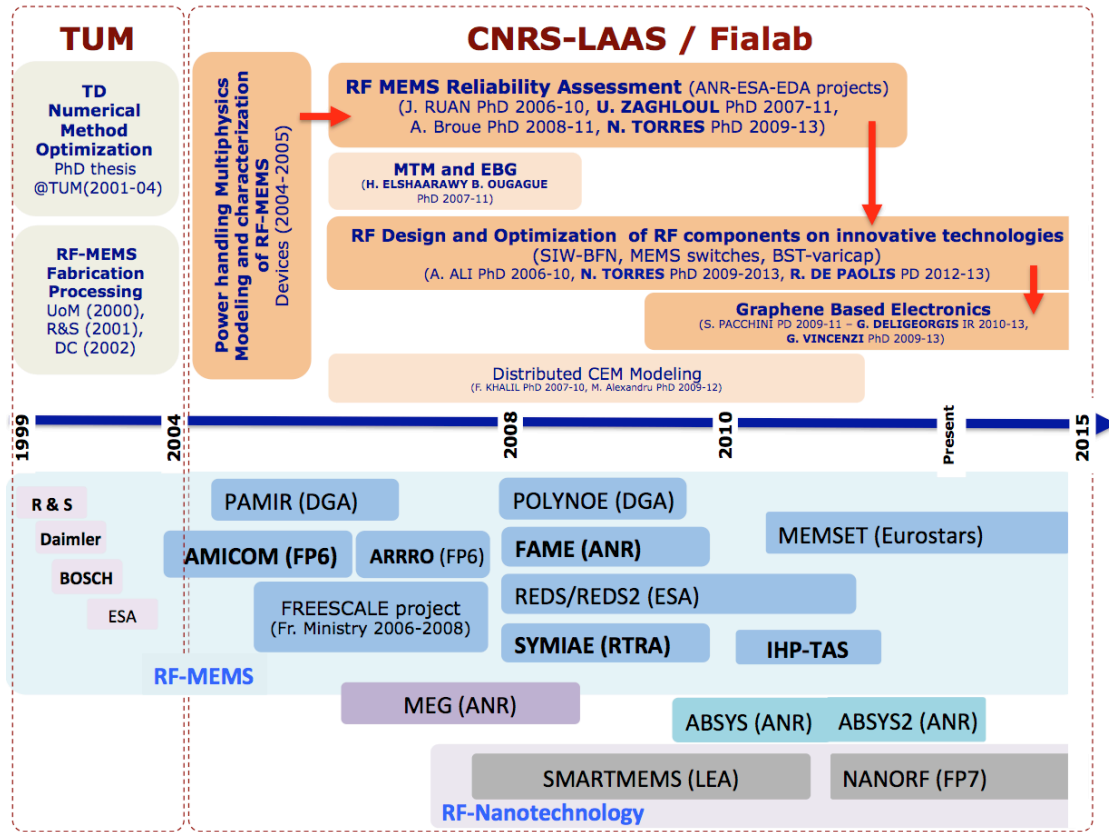 TUM
CNRS-LAAS / Fialab
TD
Numerical
Method
Optimization
PhD thesis
@TUM(2001-04)
RF-MEMS
Fabrication
Processing
UoM (2000),
R&S (2001),
DC (2002)
Power handling Multiphysics
Modeling and characterization
of RF-MEMS
Devices (2004-2005)
RF MEMS Reliability Assessment (ANR-ESA-EDA projects)
(J. RUAN PhD 2006-10, U. ZAGHLOUL PhD 2007-11,
A. Broue PhD 2008-11, N. TORRES PhD 2009-13)
MTM and EBG
(H. ELSHAARAWY B. OUGAGUE
PhD 2007-11)
RF Design and Optimization of RF components on innovative technologies
(SIW-BFN, MEMS switches, BST-varicap)
(A. ALI PhD 2006-10, N. TORRES PhD 2009-2013, R. DE PAOLIS PD 2012-13)
Graphene Based Electronics
(S. PACCHINI PD 2009-11 – G. DELIGEORGIS IR 2010-13,
G. VINCENZI PhD 2009-13)
Distributed CEM Modeling
(F. KHALIL PhD 2007-10, M. Alexandru PhD 2009-12)
1999
2004
2008
2010
Present
2015
R & S
Daimler
BOSCH
ESA
PAMIR (DGA)
POLYNOE (DGA)
MEMSET (Eurostars)
AMICOM (FP6)
ARRRO (FP6)
FAME (ANR)
FREESCALE project
(Fr. Ministry 2006-2008)
REDS/REDS2 (ESA)
SYMIAE (RTRA)
IHP-TAS
RF-MEMS
MEG (ANR)
ABSYS (ANR)
ABSYS2 (ANR)
SMARTMEMS (LEA)
NANORF (FP7)
RF-Nanotechnology